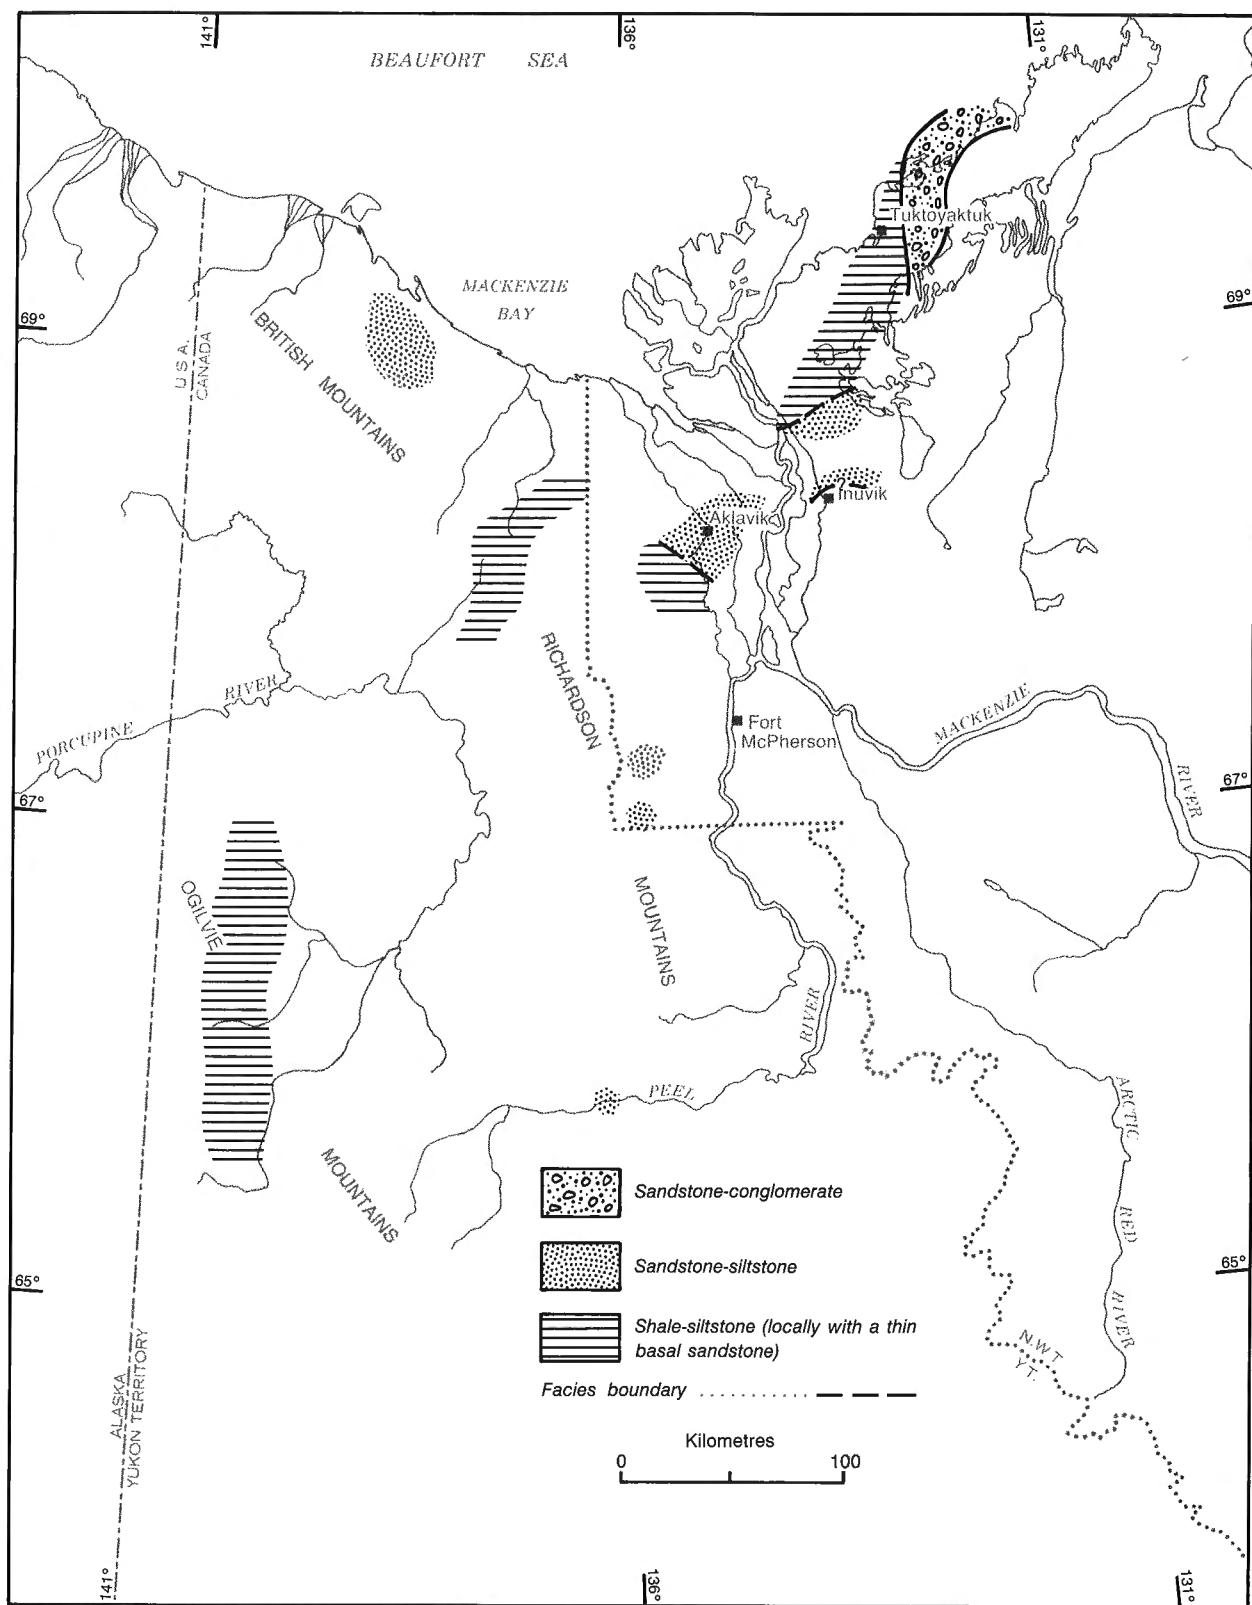 141°
139°
131°
BEAUFORT SEA
Tuktoyaktuk
MACKENZIE
BAY
69°
69°
BRITISH MOUNTAINS
U.S.A.
CANADA
Inuvik
Aklavik
RICHARDSON
MACKENZIE
RIVER
PORCUPINE RIVER
Fort
McPherson
67°
67°
OGILVIE
MOUNTAINS
RIVER
PEEL
ARCTIC
RED
RIVER
MOUNTAINS
Sandstone-conglomerate
Sandstone-siltstone
65°
65°
Shale-siltstone (locally with a thin
basal sandstone)
N.W.T.
Y.T.
Facies boundary
ALASKA
YUKON TERRITORY
Kilometres
0 100
141°
136°
131°